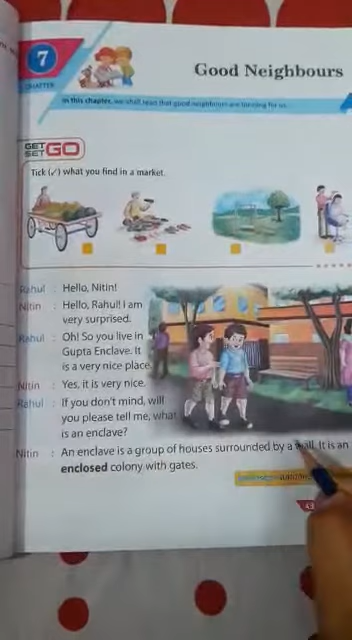 7
CHAPTER
Good Neighbours
In this chapter, we shall read that good neighbours are
GET
SET GO
Tick (✓) what you find in a market.
Rahul : Hello, Nitin!
Nitin : Hello, Rahul! I am
very surprised.
Rahul : Oh! So you live in
Gupta Enclave. It
is a very nice place.
Nitin : Yes, it is very nice.
Rahul : If you don't mind, will
you please tell me, what
is an enclave?
Nitin : An enclave is a group of houses surrounded by a wall. It is an
enclosed colony with gates.
43